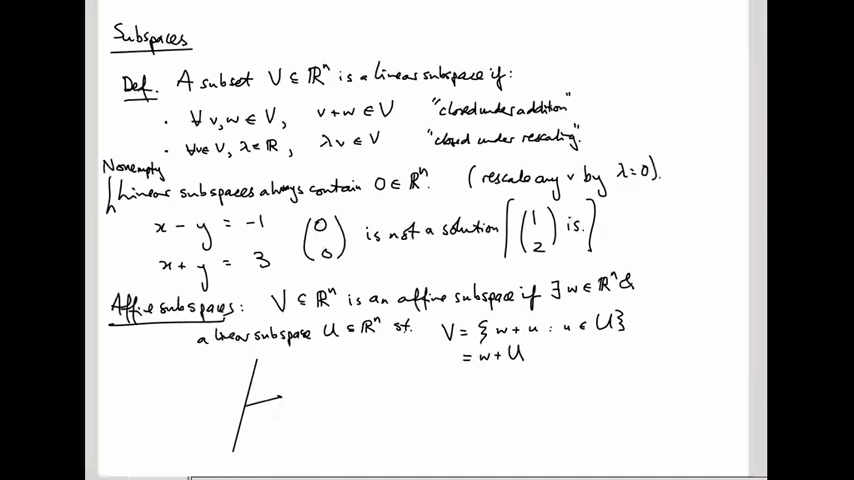 Subspaces
Def. A subset V ⊆ ℝⁿ is a linear subspace if:
· ∀ v, w ∈ V, v+w ∈ V "closed under addition"
· ∀ v ∈ V, λ ∈ ℝ, λv ∈ V "closed under rescaling".
Nonempty
linear subspaces always contain 0 ∈ ℝⁿ. (rescale any v by λ=0).
x - y = -1 (0 0) is not a solution [(1 2) is.]
x + y = 3
Affine subspaces: V ⊆ ℝⁿ is an affine subspace if ∃ w ∈ ℝⁿ &
a linear subspace U ⊆ ℝⁿ st. V = {w+u : u ∈ U}
= w + U